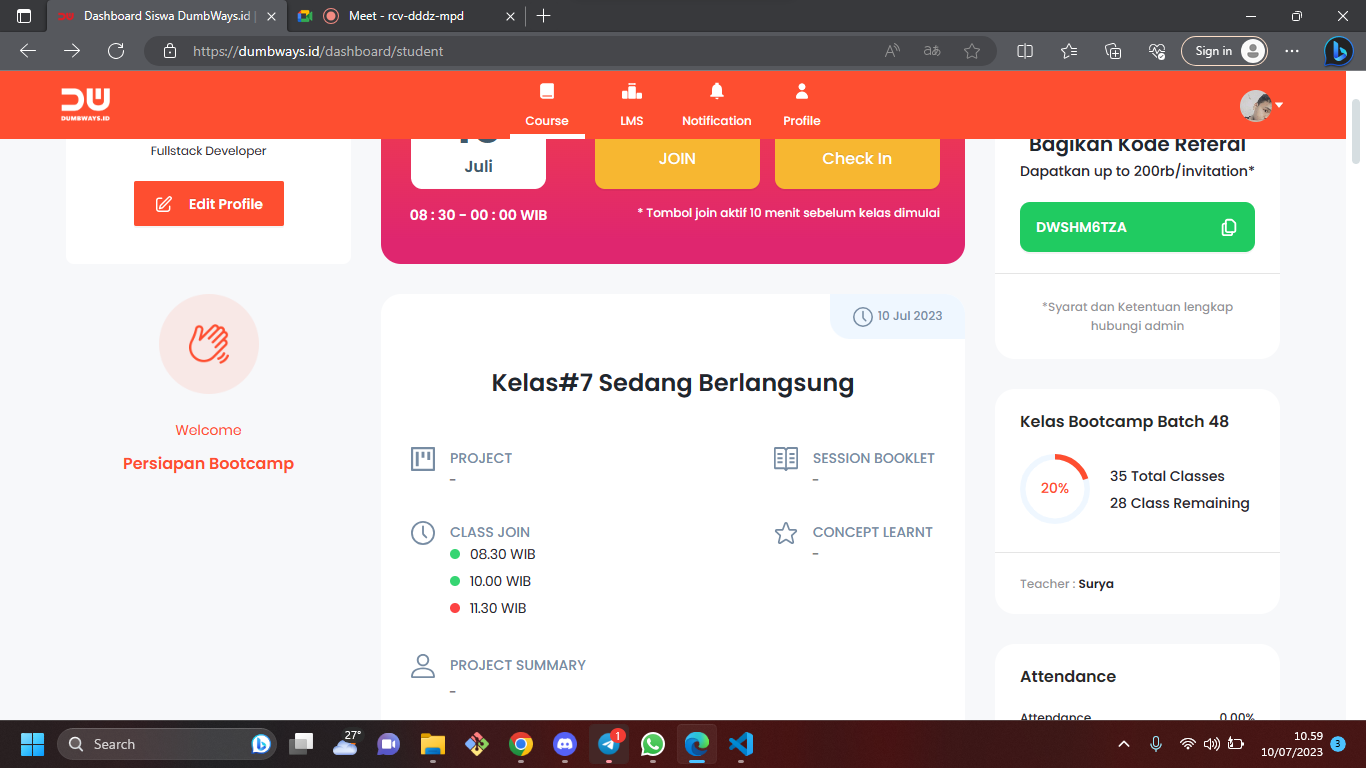 Dashboard Siswa DumbWays.id |
Meet - rcv-dddz-mpd
https://dumbways.id/dashboard/student
Sign in
DUMBWAYS.ID
Course
LMS
Notification
Profile
Fullstack Developer
Edit Profile
Welcome
Persiapan Bootcamp
Juli
JOIN
Check In
08 : 30 - 00 : 00 WIB
* Tombol join aktif 10 menit sebelum kelas dimulai
10 Jul 2023
Kelas#7 Sedang Berlangsung
PROJECT
-
SESSION BOOKLET
-
CLASS JOIN
08.30 WIB
10.00 WIB
11.30 WIB
CONCEPT LEARNT
-
PROJECT SUMMARY
-
Bagikan Kode Referal
Dapatkan up to 200rb/invitation*
DWSHM6TZA
*Syarat dan Ketentuan lengkap
hubungi admin
Kelas Bootcamp Batch 48
20%
35 Total Classes
28 Class Remaining
Teacher : Surya
Attendance
Attendance
0.00%
Search
27°
1
10.59
10/07/2023
3